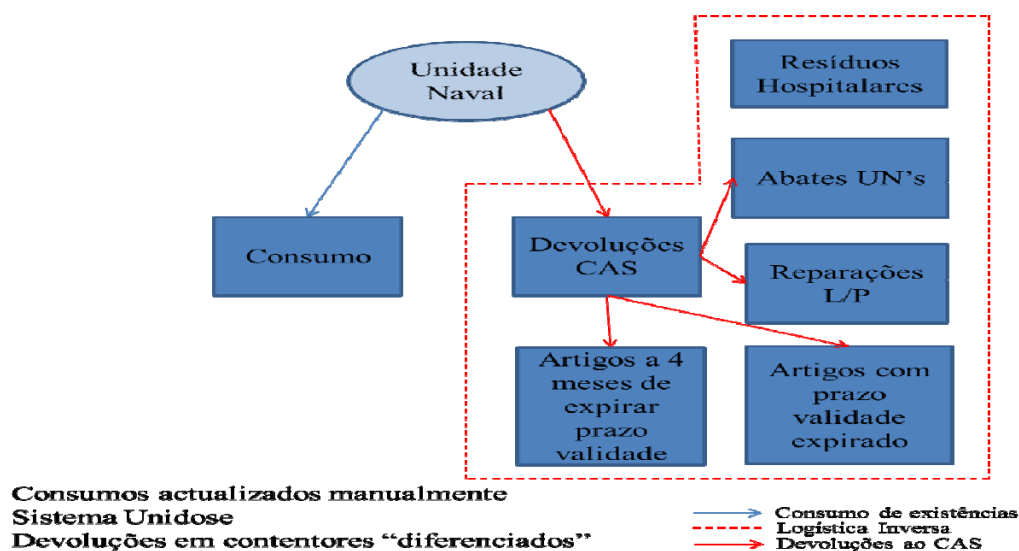 Unidade
Naval
Resíduos
Hospitalares
Abates UN's
Consumo
Devoluções
CAS
Reparações
L/P
Artigos a 4
meses de
expirar
prazo
validade
Artigos com
prazo
validade
expirado
Consumos actualizados manualmente
Sistema Unidose
Devoluções em contentores “diferenciados”
Consumo de existências
Logística Inversa
Devoluções ao CAS